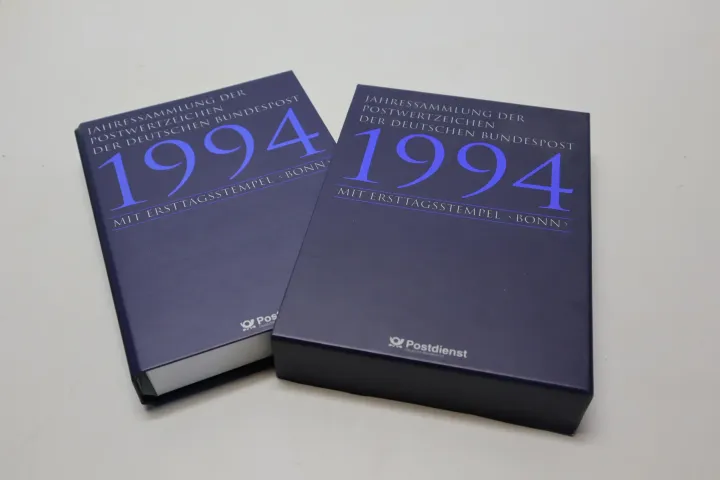 JAHRESSAMMLUNG DER
POSTWERTZEICHEN
DER DEUTSCHEN BUNDESPOST
1994
MIT ERSTTAGSSTEMPEL ‹BONN›
Post
JAHRESSAMMLUNG DER
POSTWERTZEICHEN
DER DEUTSCHEN BUNDESPOST
1994
MIT ERSTTAGSSTEMPEL ‹BONN›
Postdienst